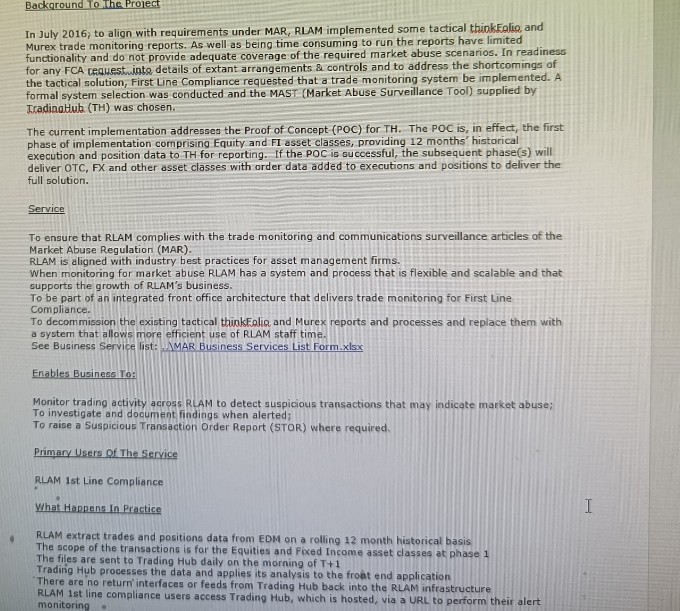 Background To The Project
In July 2016, to align with requirements under MAR, RLAM implemented some tactical thinkFolio and
Murex trade monitoring reports. As well as being time consuming to run the reports have limited
functionality and do not provide adequate coverage of the required market abuse scenarios. In readiness
for any FCA request into details of extant arrangements & controls and to address the shortcomings of
the tactical solution, First Line Compliance requested that a trade monitoring system be implemented. A
formal system selection was conducted and the MAST (Market Abuse Surveillance Tool) supplied by
TradingHub (TH) was chosen.
The current implementation addresses the Proof of Concept (POC) for TH. The POC is, in effect, the first
phase of implementation comprising Equity and FI asset classes, providing 12 months' historical
execution and position data to TH for reporting. If the POC is successful, the subsequent phase(s) will
deliver OTC, FX and other asset classes with order data added to executions and positions to deliver the
full solution.
Service
To ensure that RLAM complies with the trade monitoring and communications surveillance articles of the
Market Abuse Regulation (MAR).
RLAM is aligned with industry best practices for asset management firms.
When monitoring for market abuse RLAM has a system and process that is flexible and scalable and that
supports the growth of RLAM's business.
To be part of an integrated front office architecture that delivers trade monitoring for First Line
Compliance.
To decommission the existing tactical thinkFolio and Murex reports and processes and replace them with
a system that allows more efficient use of RLAM staff time.
See Business Service list: ..\MAR Business Services List Form.xlsx
Enables Business To:
Monitor trading activity across RLAM to detect suspicious transactions that may indicate market abuse;
To investigate and document findings when alerted;
To raise a Suspicious Transaction Order Report (STOR) where required.
Primary Users Of The Service
RLAM 1st Line Compliance
What Happens In Practice
RLAM extract trades and positions data from EDM on a rolling 12 month historical basis
The scope of the transactions is for the Equities and Fixed Income asset classes at phase 1
The files are sent to Trading Hub daily on the morning of T+1
Trading Hub processes the data and applies its analysis to the front end application
There are no return interfaces or feeds from Trading Hub back into the RLAM infrastructure
RLAM 1st line compliance users access Trading Hub, which is hosted, via a URL to perform their alert
monitoring